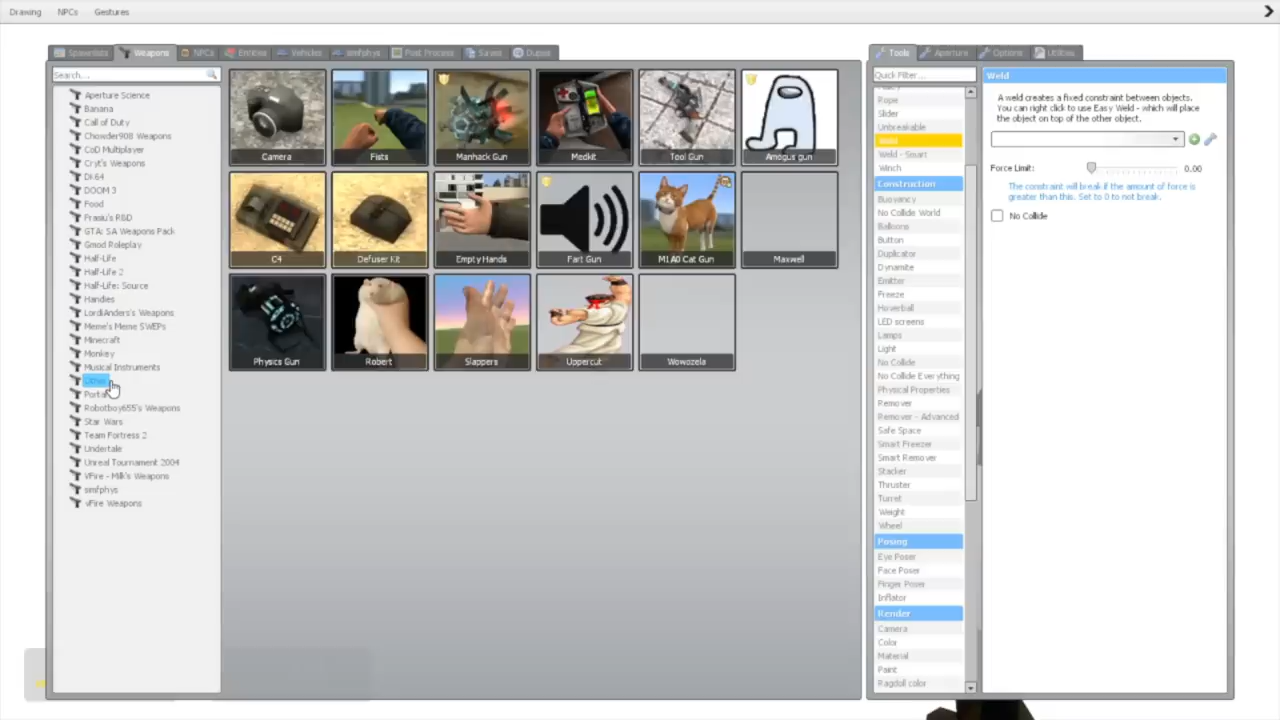 Drawing NPCs Gestures
Spawnlists Weapons NPCs Entities Vehicles simfphys Post Process Saves Dupes
Search...
Aperture Science
Banana
Call of Duty
Chowder908 Weapons
CoD Multiplayer
Cryt's Weapons
DOOM 3
Food
Prasiu's R&D
GTA: SA Weapons Pack
Gmod Roleplay
Half-Life
Half-Life 2
Half-Life: Source
Handies
LordiAnders's Weapons
Meme's Meme SWEPs
Minecraft
Monkey
Musical Instruments
Other
Portal
Robotboy655's Weapons
Star Wars
Team Fortress 2
Undertale
Unreal Tournament 2004
VFire - Milk's Weapons
simfphys
vFire Weapons
Camera
Fists
Manhack Gun
Medkit
Tool Gun
Amogus gun
C4
Defuser Kit
Empty Hands
Fart Gun
M1A0 Cat Gun
Maxwell
Physics Gun
Robert
Slappers
Uppercut
Wowozela
Tools Aperture Options Utilities
Quick Filter...
Pulley
Rope
Slider
Unbreakable
Weld
Weld - Smart
Winch
Construction
Buoyancy
No Collide World
Balloons
Button
Duplicator
Dynamite
Emitter
Freeze
Hoverball
LED screens
Lamps
Light
No Collide
No Collide Everything
Physical Properties
Remover
Remover - Advanced
Safe Space
Smart Freezer
Smart Remover
Stacker
Thruster
Turret
Weight
Wheel
Posing
Eye Poser
Face Poser
Finger Poser
Inflator
Render
Camera
Color
Material
Paint
Ragdoll color
Weld
A weld creates a fixed constraint between objects.
You can right click to use Easy Weld - which will place
the object on top of the other object.
Force Limit: 0.00
The constraint will break if the amount of force is
greater than this. Set to 0 to not break.
No Collide